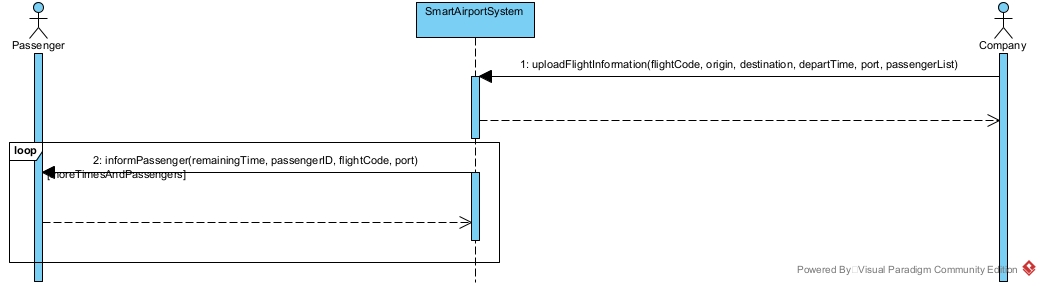 SmartAirportSystem
Passenger
Company
1: uploadFlightInformation(flightCode, origin, destination, departTime, port, passengerList)
loop
2: informPassenger(remainingTime, passengerID, flightCode, port)
[moreTimesAndPassengers]
Powered By Visual Paradigm Community Edition